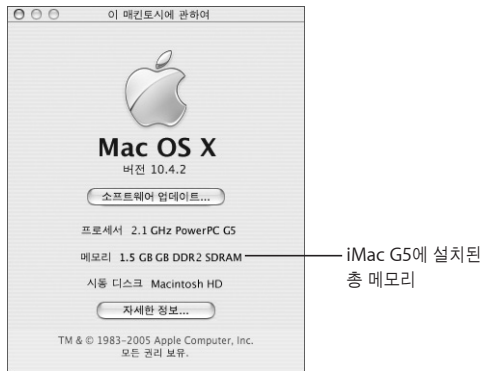 이 매킨토시에 관하여
Mac OS X
버전 10.4.2
소프트웨어 업데이트...
프로세서 2.1 GHz PowerPC G5
메모리 1.5 GB GB DDR2 SDRAM
iMac G5에 설치된
총 메모리
시동 디스크 Macintosh HD
자세한 정보...
TM & © 1983-2005 Apple Computer, Inc.
모든 권리 보유.